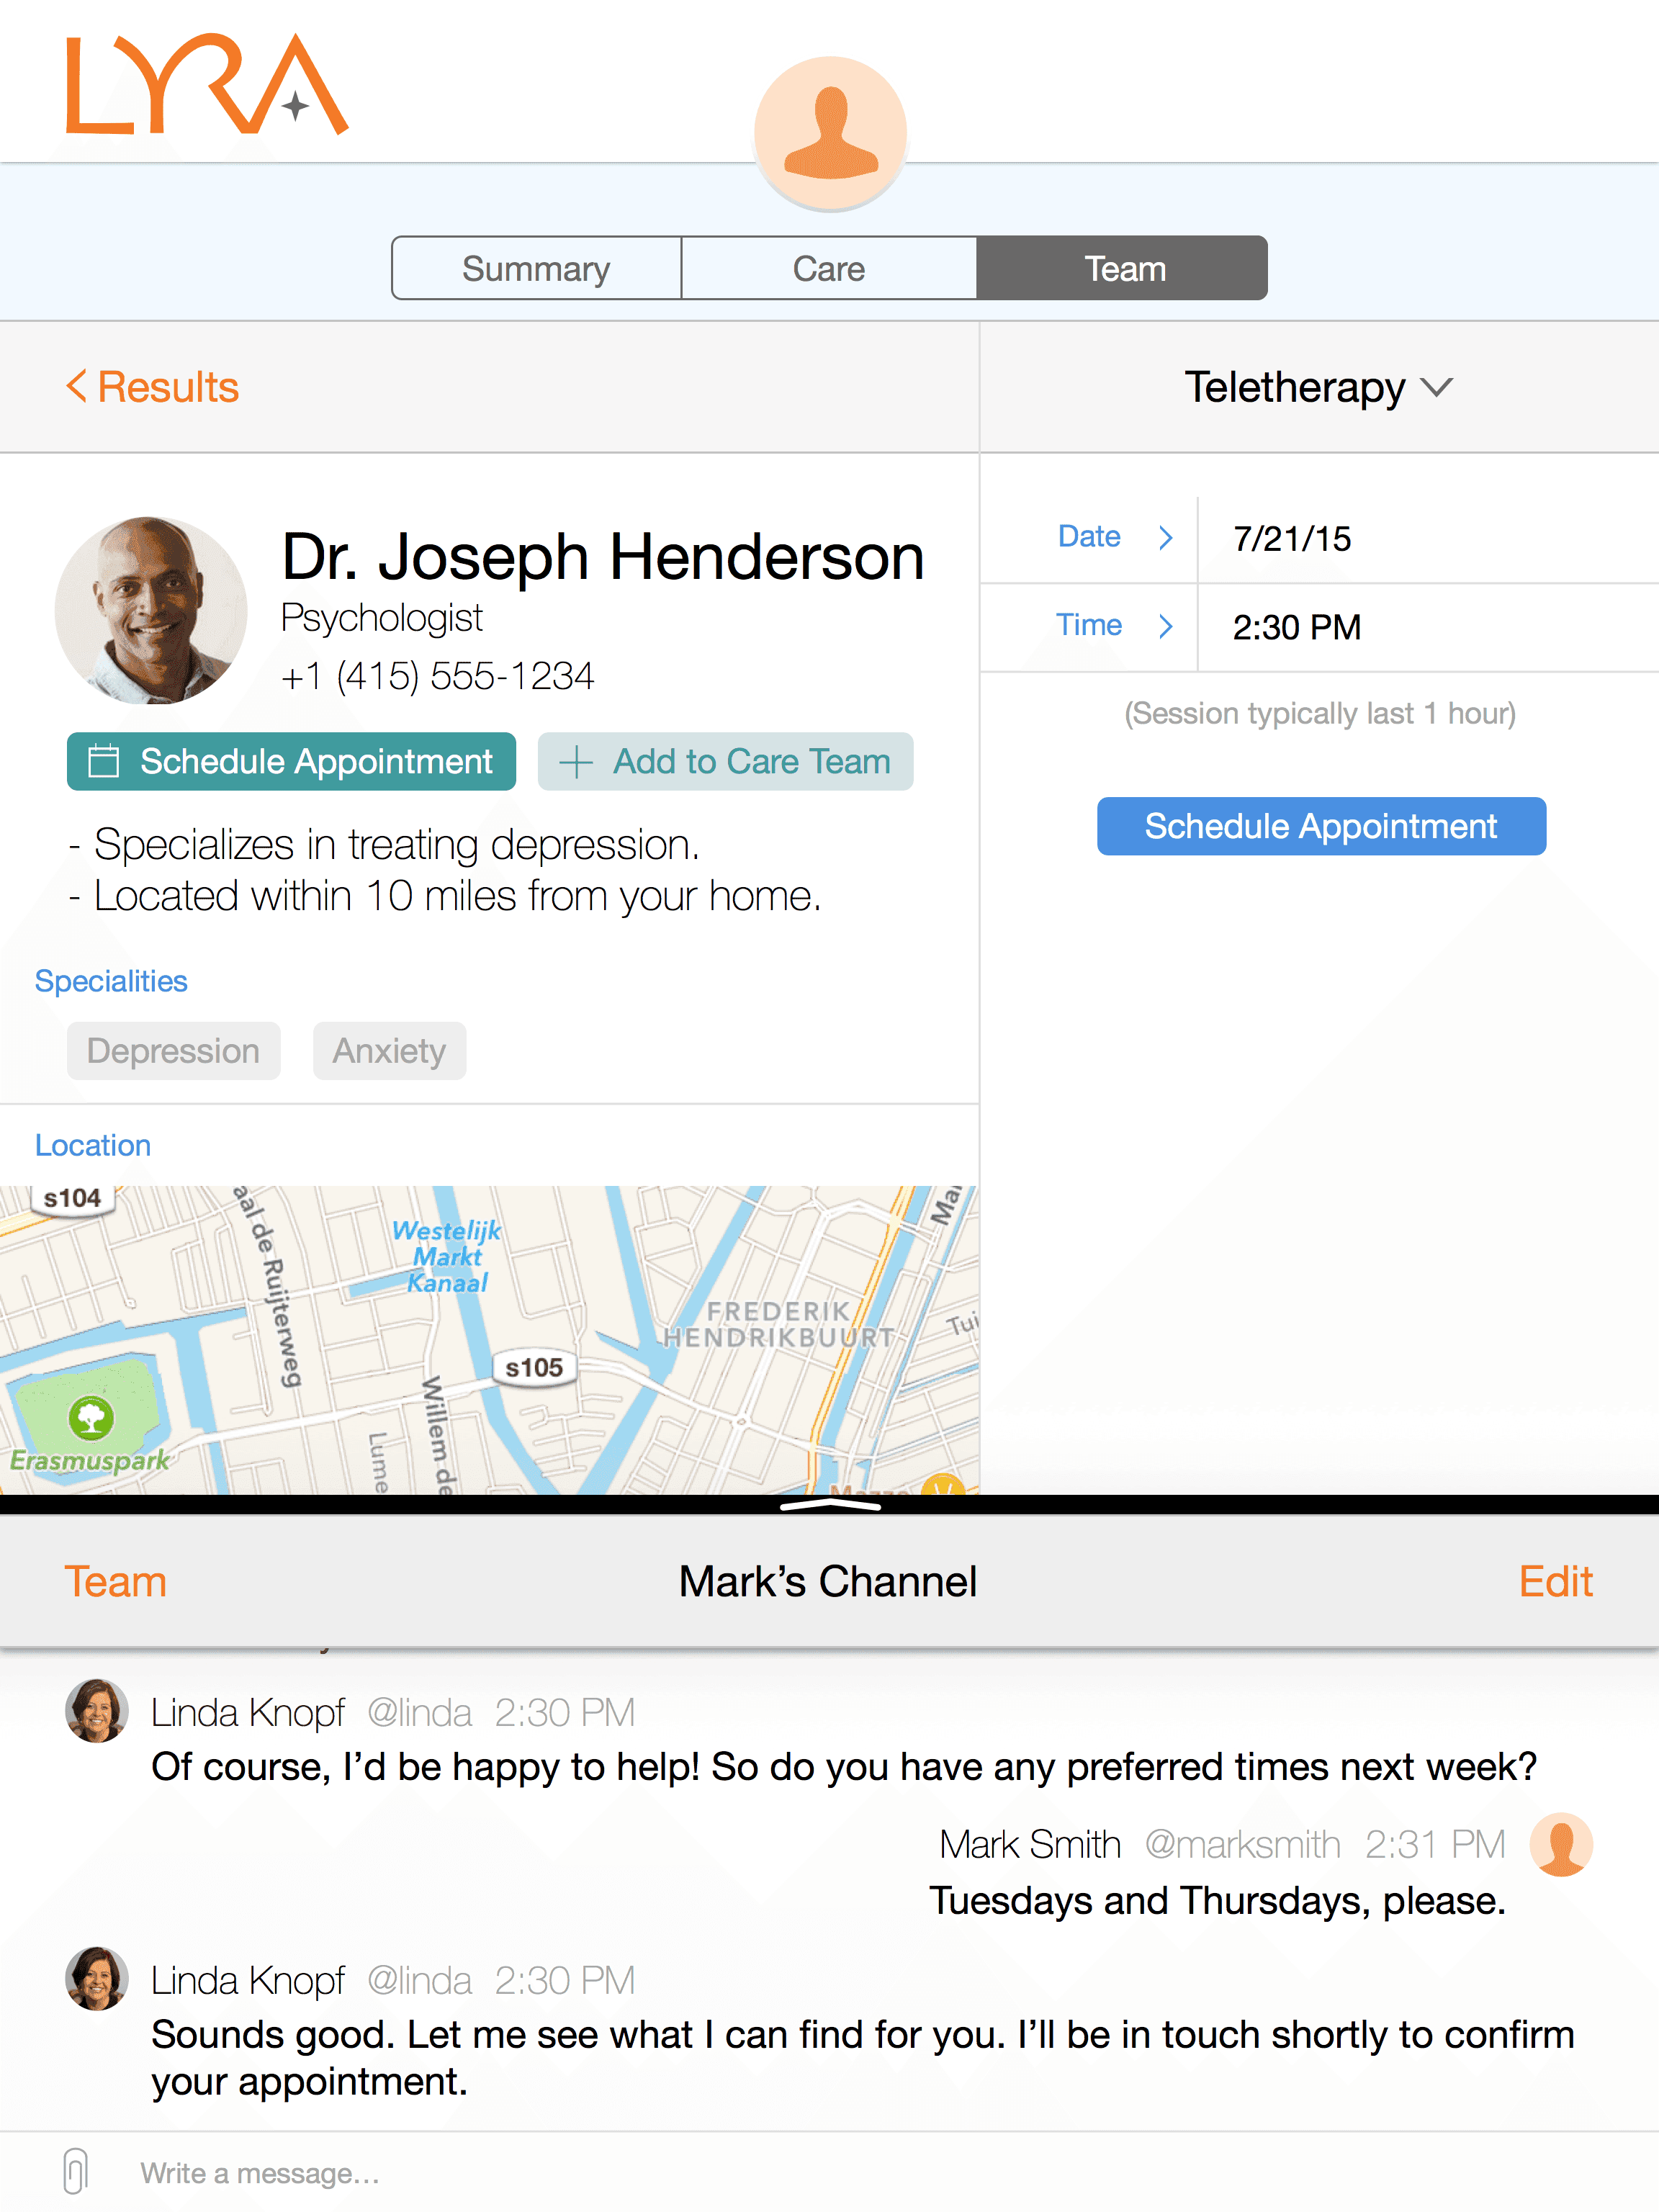 LYRA
Summary
Care
Team
Results
Teletherapy
Dr. Joseph Henderson
Psychologist
+1 (415) 555-1234
Schedule Appointment
Add to Care Team
- Specializes in treating depression.
- Located within 10 miles from your home.
Specialities
Depression
Anxiety
Date
7/21/15
Time
2:30 PM
(Session typically last 1 hour)
Schedule Appointment
Location
s104
aal de Ruijterweg
Westelijk
Markt
Kanaal
FREDERIK
HENDRIKBUURT
Mar
Tui
s105
Willem de
Lume
Erasmuspark
Team
Mark’s Channel
Edit
Linda Knopf @linda 2:30 PM
Of course, I’d be happy to help! So do you have any preferred times next week?
Mark Smith @marksmith 2:31 PM
Tuesdays and Thursdays, please.
Linda Knopf @linda 2:30 PM
Sounds good. Let me see what I can find for you. I’ll be in touch shortly to confirm
your appointment.
Write a message...